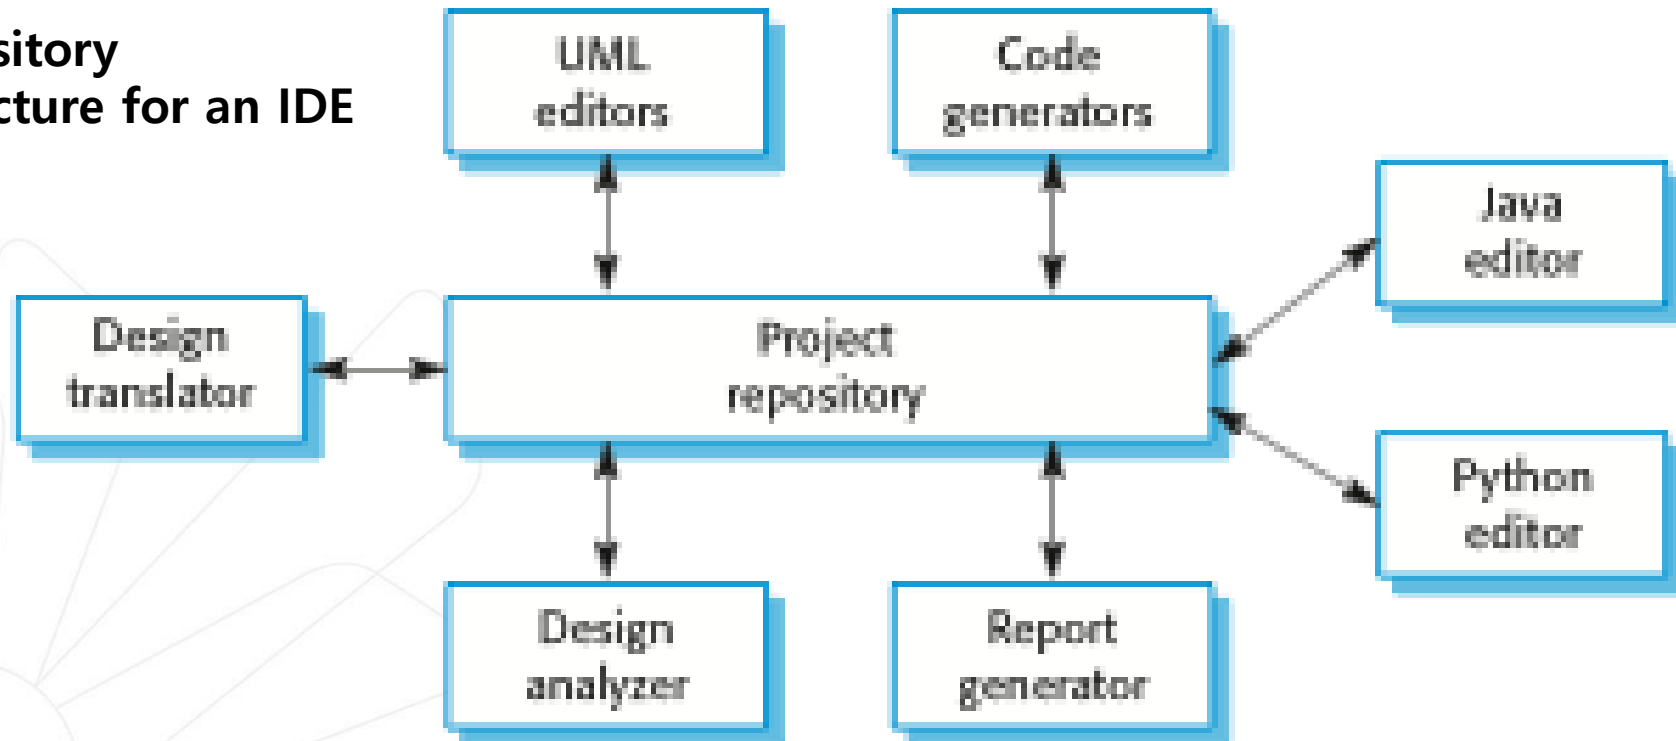 sitory
cture for an IDE
UML
editors
Code
generators
Java
editor
Design
translator
Project
repository
Python
editor
Design
analyzer
Report
generator